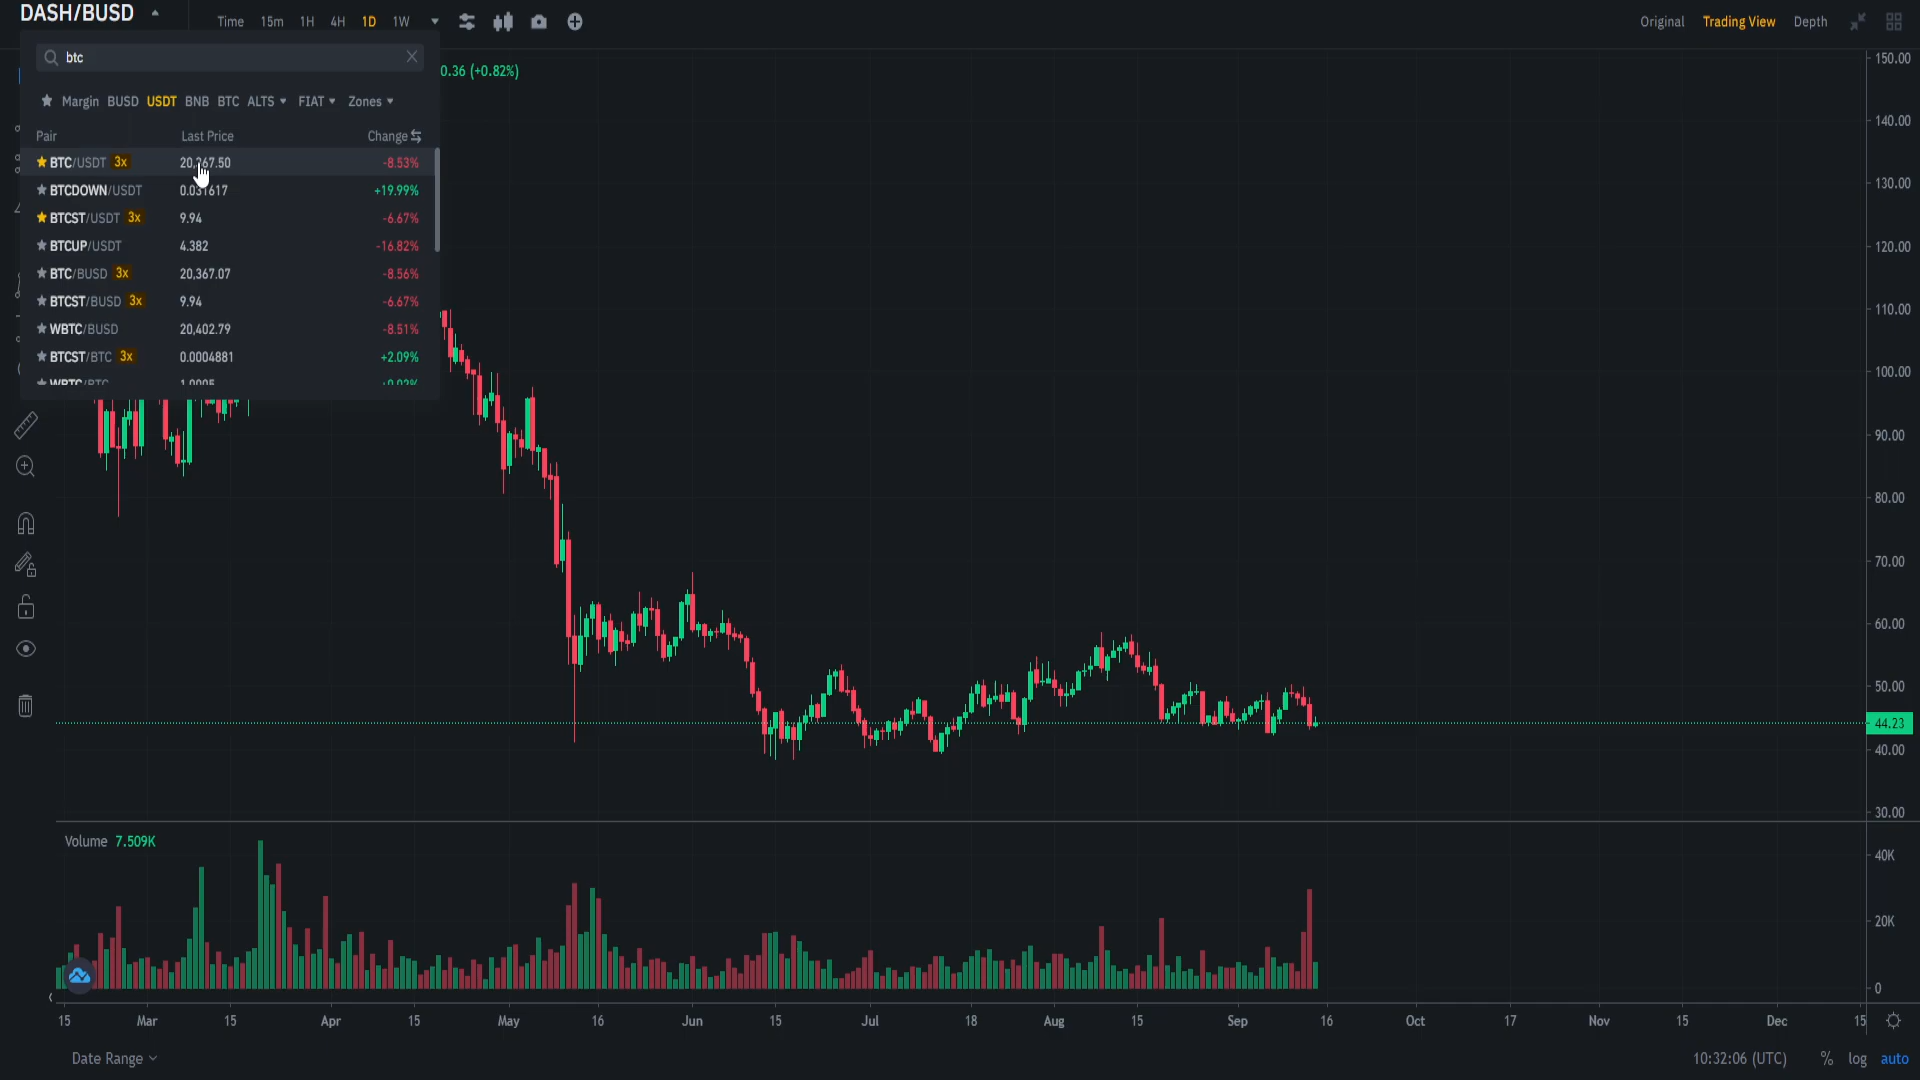 DASH/BUSD
Time 15m 1H 4H 1D 1W
Original Trading View Depth
btc
0.36 (+0.82%)
Margin BUSD USDT BNB BTC ALTS FIAT Zones
Pair Last Price Change
BTC/USDT 3x 20,367.50 -8.53%
BTCDOWN/USDT 0.031617 +19.99%
BTCST/USDT 3x 9.94 -6.67%
BTCUP/USDT 4.382 -16.82%
BTC/BUSD 3x 20,367.07 -8.56%
BTCST/BUSD 3x 9.94 -6.67%
WBTC/BUSD 20,402.79 -8.51%
BTCST/BTC 3x 0.0004881 +2.09%
WBTC/BTC 1.0005 +0.02%
150.00
140.00
130.00
120.00
110.00
100.00
90.00
80.00
70.00
60.00
50.00
44.23
40.00
30.00
Volume 7.509K
40K
20K
0
15 Mar 15 Apr 15 May 16 Jun 15 Jul 18 Aug 15 Sep 16 Oct 17 Nov 15 Dec 15
Date Range
10:32:06 (UTC) % log auto